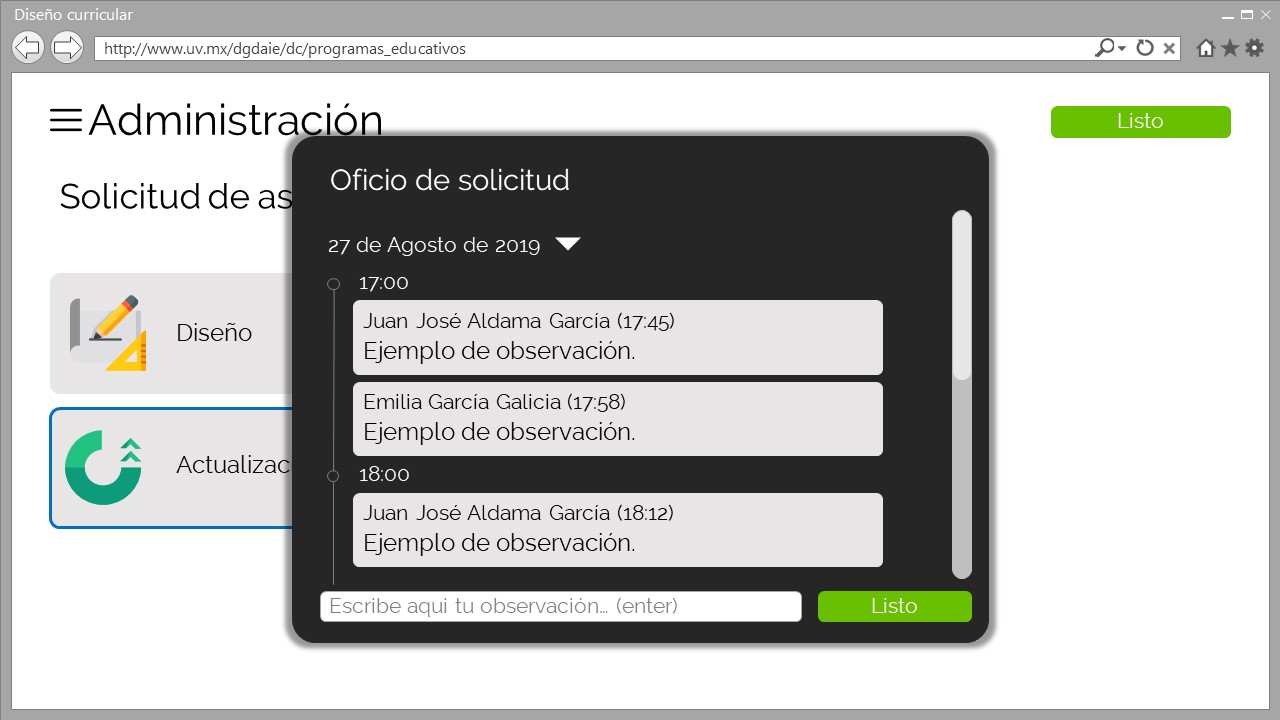 Diseño curricular
http://www.uv.mx/dgdaie/dc/programas_educativos
Administración
Listo
Solicitud de as
Diseño
Actualizac
Oficio de solicitud
27 de Agosto de 2019
17:00
Juan José Aldama García (17:45)
Ejemplo de observación.
Emilia García Galicia (17:58)
Ejemplo de observación.
18:00
Juan José Aldama García (18:12)
Ejemplo de observación.
Escribe aqui tu observación... (enter)
Listo